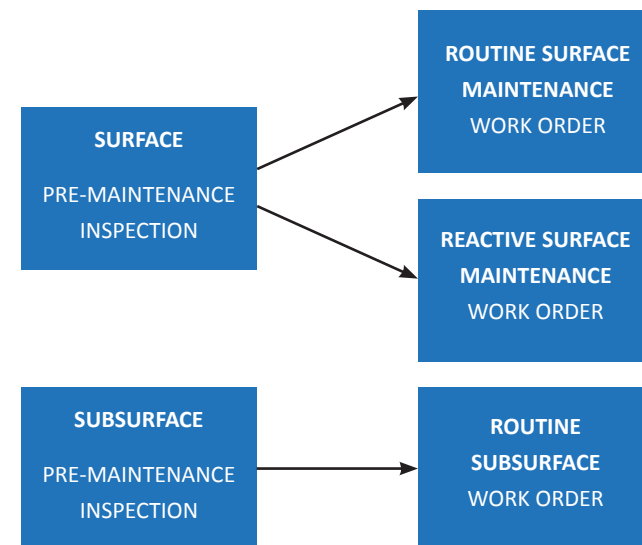 SURFACE
PRE-MAINTENANCE
INSPECTION
ROUTINE SURFACE
MAINTENANCE
WORK ORDER
REACTIVE SURFACE
MAINTENANCE
WORK ORDER
SUBSURFACE
PRE-MAINTENANCE
INSPECTION
ROUTINE
SUBSURFACE
WORK ORDER